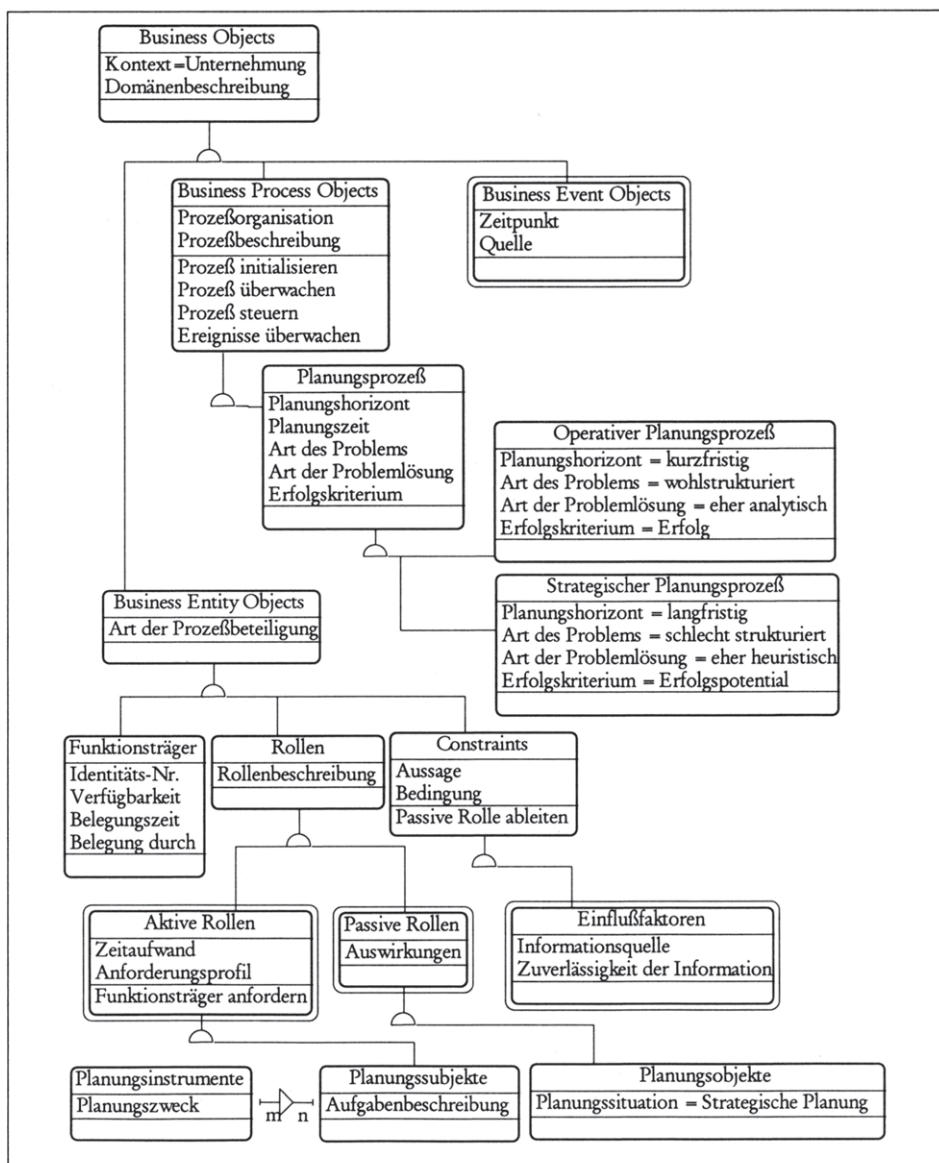 Business Objects
Kontext=Unternehmung
Domänenbeschreibung
Business Process Objects
Prozeßorganisation
Prozeßbeschreibung
Prozeß initialisieren
Prozeß überwachen
Prozeß steuern
Ereignisse überwachen
Business Event Objects
Zeitpunkt
Quelle
Planungsprozeß
Planungshorizont
Planungszeit
Art des Problems
Art der Problemlösung
Erfolgskriterium
Operativer Planungsprozeß
Planungshorizont = kurzfristig
Art des Problems = wohlstrukturiert
Art der Problemlösung = eher analytisch
Erfolgskriterium = Erfolg
Strategischer Planungsprozeß
Planungshorizont = langfristig
Art des Problems = schlecht strukturiert
Art der Problemlösung = eher heuristisch
Erfolgskriterium = Erfolgspotential
Business Entity Objects
Art der Prozeßbeteiligung
Funktionsträger
Identitäts-Nr.
Verfügbarkeit
Belegungszeit
Belegung durch
Rollen
Rollenbeschreibung
Constraints
Aussage
Bedingung
Passive Rolle ableiten
Aktive Rollen
Zeitaufwand
Anforderungsprofil
Funktionsträger anfordern
Passive Rollen
Auswirkungen
Einflußfaktoren
Informationsquelle
Zuverlässigkeit der Information
Planungsinstrumente
Planungszweck
m n
Planungssubjekte
Aufgabenbeschreibung
Planungsobjekte
Planungssituation = Strategische Planung